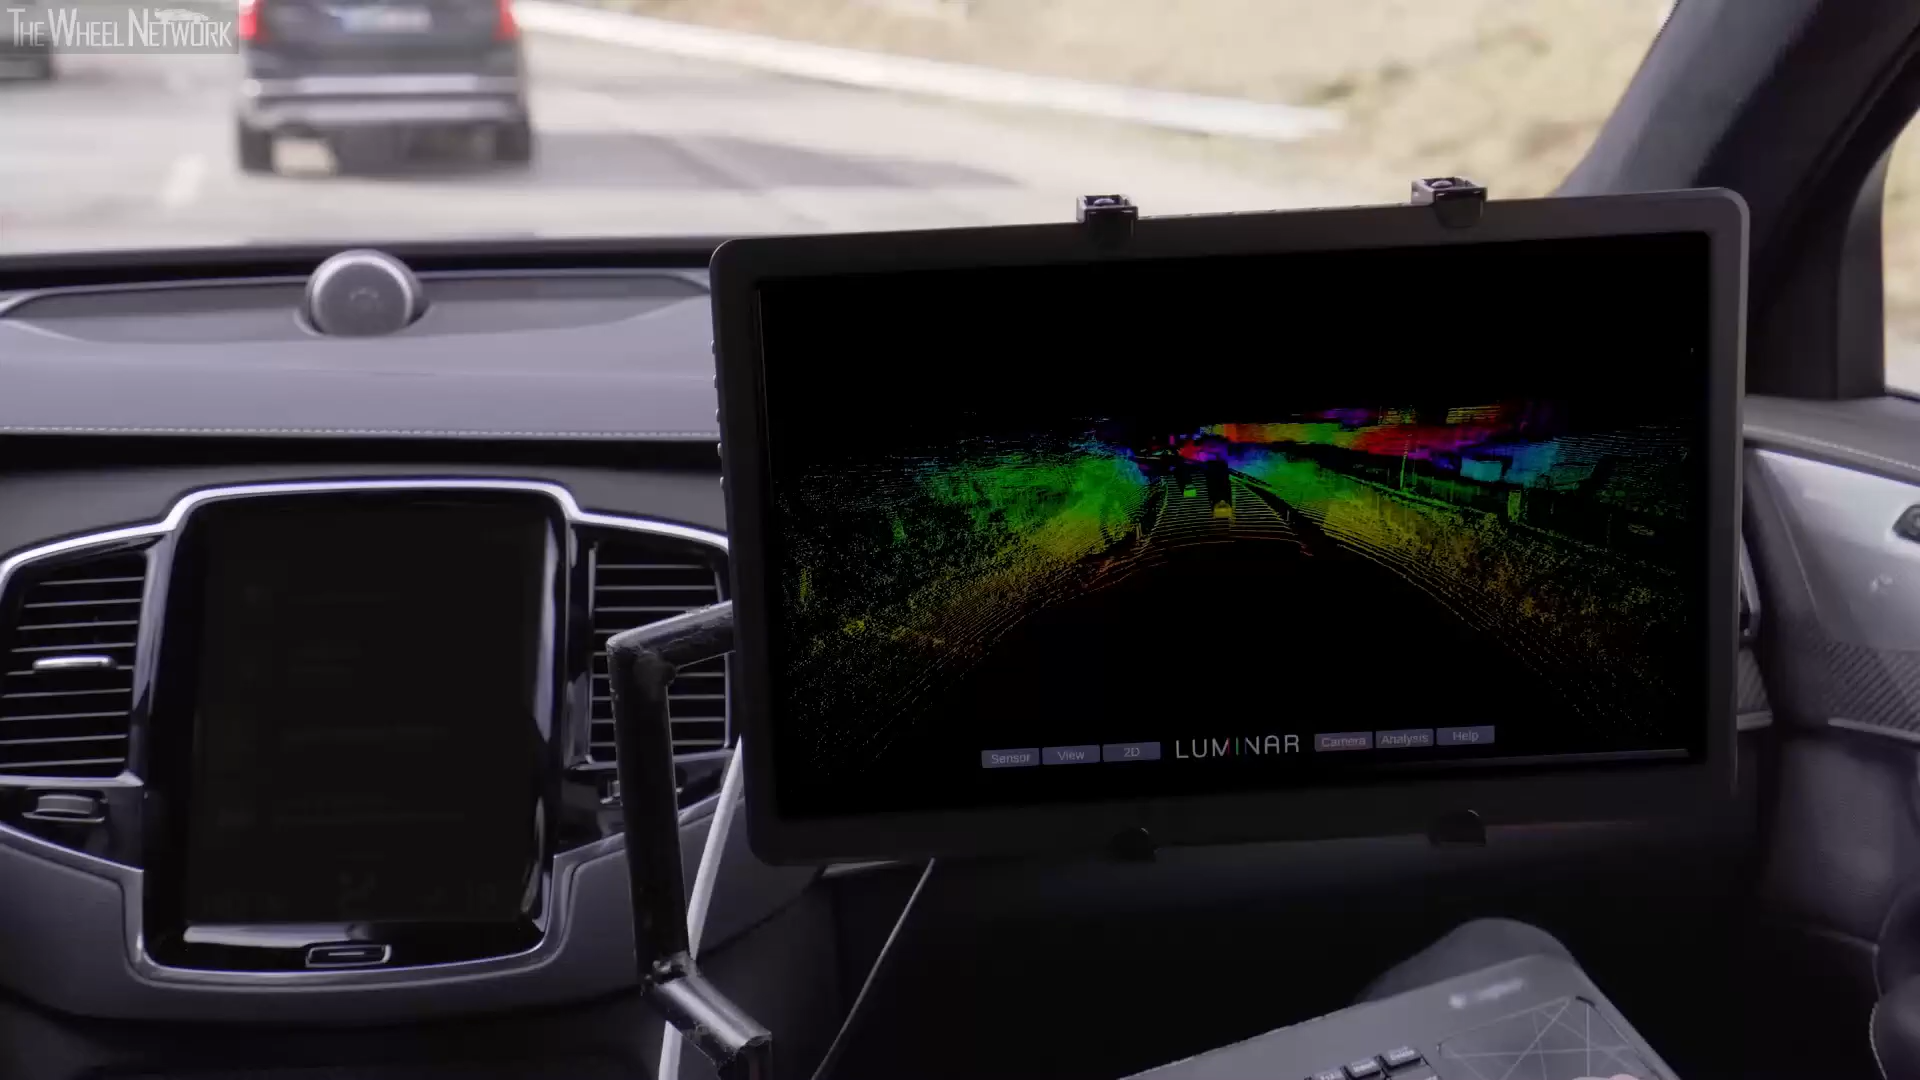 THE WHEEL NETWORK
Sensor View 2D LUMINAR Camera Analysis Help